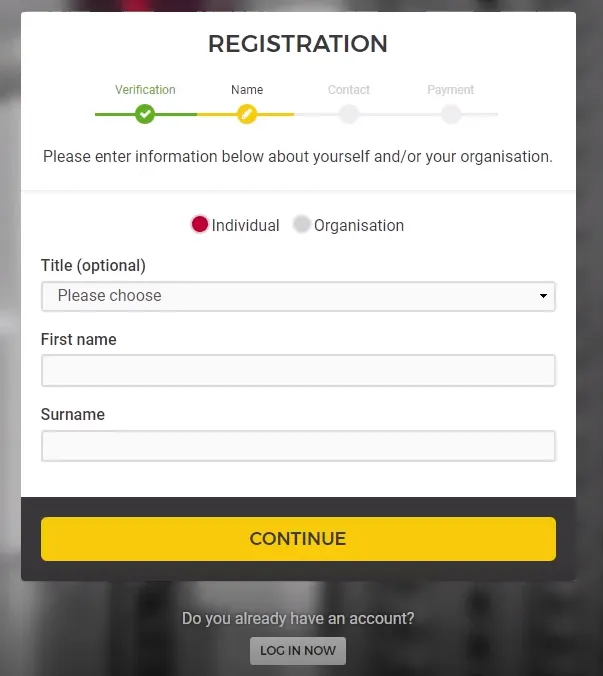 REGISTRATION
Verification Name Contact Payment
Please enter information below about yourself and/or your organisation.
Individual Organisation
Title (optional)
Please choose
First name
Surname
CONTINUE
Do you already have an account?
LOG IN NOW